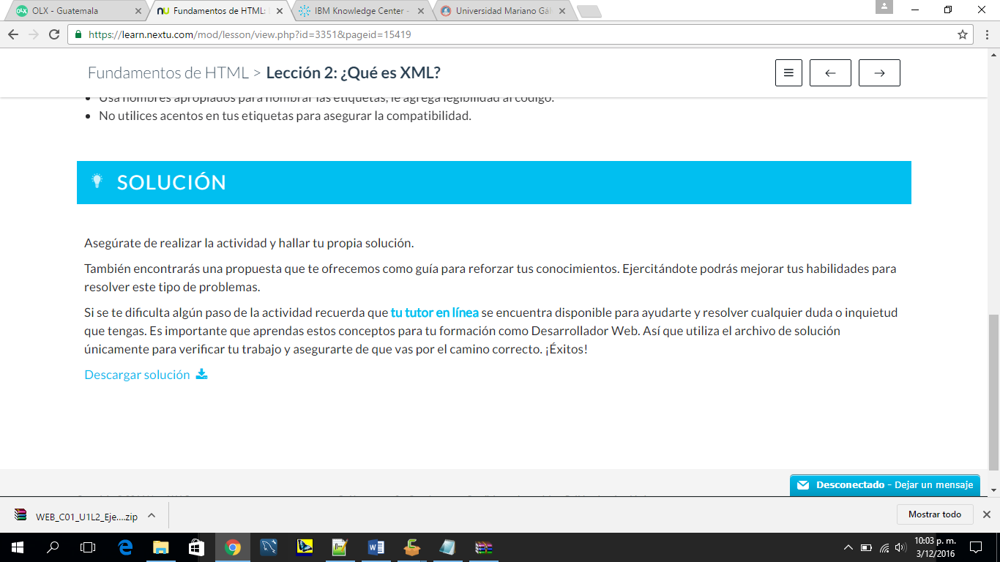 OLX - Guatemala
Fundamentos de HTML:
IBM Knowledge Center -
Universidad Mariano Gál
https://learn.nextu.com/mod/lesson/view.php?id=3351&pageid=15419
Fundamentos de HTML > Lección 2: ¿Qué es XML?
Usa nombres apropiados para nombrar las etiquetas, le agrega legibilidad al código.
No utilices acentos en tus etiquetas para asegurar la compatibilidad.
SOLUCIÓN
Asegúrate de realizar la actividad y hallar tu propia solución.
También encontrarás una propuesta que te ofrecemos como guía para reforzar tus conocimientos. Ejercitándote podrás mejorar tus habilidades para
resolver este tipo de problemas.
Si se te dificulta algún paso de la actividad recuerda que tu tutor en línea se encuentra disponible para ayudarte y resolver cualquier duda o inquietud
que tengas. Es importante que aprendas estos conceptos para tu formación como Desarrollador Web. Así que utiliza el archivo de solución
únicamente para verificar tu trabajo y asegurarte de que vas por el camino correcto. ¡Éxitos!
Descargar solución
Desconectado - Dejar un mensaje
WEB_C01_U1L2_Eje....zip
Mostrar todo
10:03 p. m.
3/12/2016